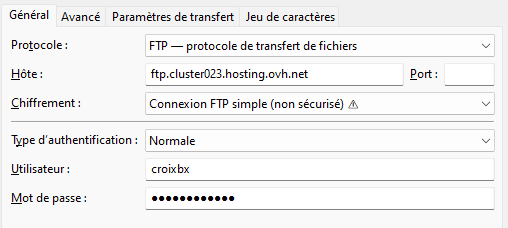 Général Avancé Paramètres de transfert Jeu de caractères
Protocole : FTP — protocole de transfert de fichiers
Hôte : ftp.cluster023.hosting.ovh.net Port :
Chiffrement : Connexion FTP simple (non sécurisé) ⚠
Type d'authentification : Normale
Utilisateur : croixbx
Mot de passe : ●●●●●●●●●●●●